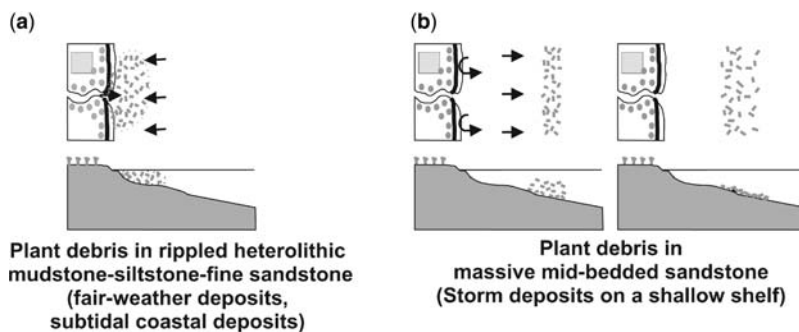 (a)
Plant debris in rippled heterolithic
mudstone-siltstone-fine sandstone
(fair-weather deposits,
subtidal coastal deposits)
(b)
Plant debris in
massive mid-bedded sandstone
(Storm deposits on a shallow shelf)